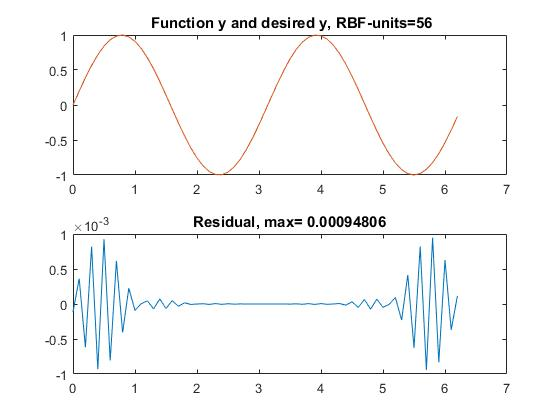 Function y and desired y, RBF-units=56
1
0.5
0
-0.5
-1
0 1 2 3 4 5 6 7
Residual, max= 0.00094806
×10-3
1
0.5
0
-0.5
-1
0 1 2 3 4 5 6 7